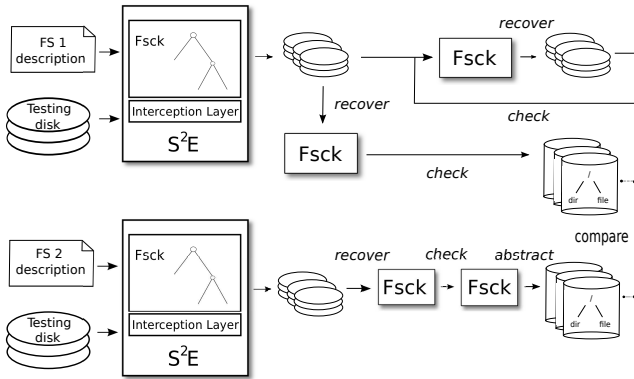 FS 1
description
Testing
disk
Fsck
Interception Layer
S²E
recover
Fsck
recover
check
Fsck
check
/
dir file
compare
FS 2
description
Testing
disk
Fsck
Interception Layer
S²E
recover
Fsck
check
Fsck
abstract
/
dir file